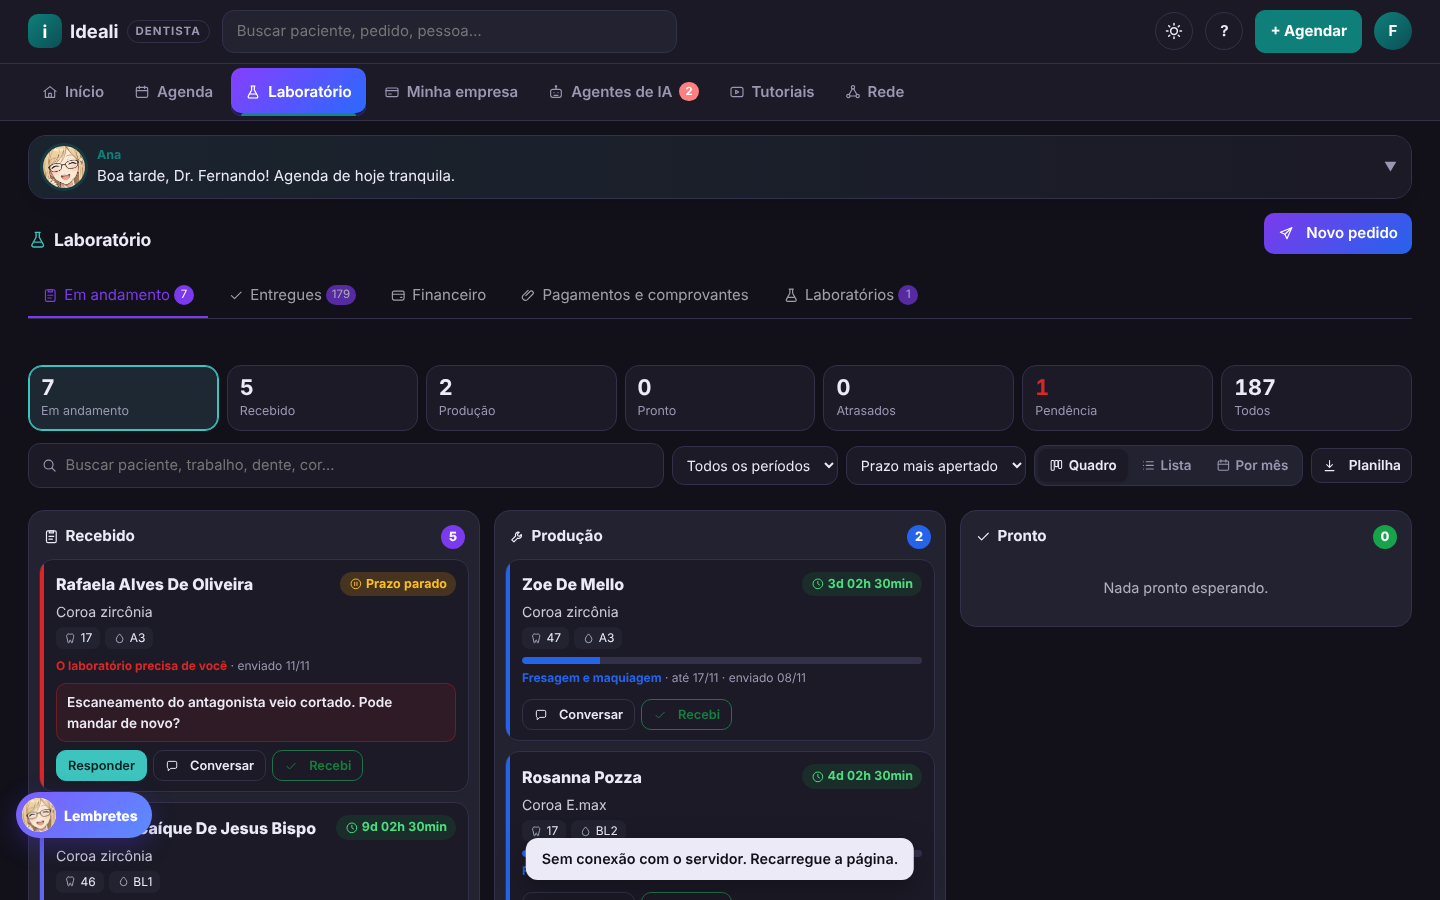 i Ideali DENTISTA
Buscar paciente, pedido, pessoa...
?
+ Agendar
F
Início
Agenda
Laboratório
Minha empresa
Agentes de IA 2
Tutoriais
Rede
Ana
Boa tarde, Dr. Fernando! Agenda de hoje tranquila.
Laboratório
Novo pedido
Em andamento 7
Entregues 179
Financeiro
Pagamentos e comprovantes
Laboratórios 1
7
Em andamento
5
Recebido
2
Produção
0
Pronto
0
Atrasados
1
Pendência
187
Todos
Buscar paciente, trabalho, dente, cor...
Todos os períodos
Prazo mais apertado
Quadro
Lista
Por mês
Planilha
Recebido 5
Rafaela Alves De Oliveira
Prazo parado
Coroa zircônia
17 A3
O laboratório precisa de você · enviado 11/11
Escaneamento do antagonista veio cortado. Pode
mandar de novo?
Responder
Conversar
Recebi
Lembretes
aíque De Jesus Bispo
9d 02h 30min
Coroa zircônia
46 BL1
Produção 2
Zoe De Mello
3d 02h 30min
Coroa zircônia
47 A3
Fresagem e maquiagem · até 17/11 · enviado 08/11
Conversar
Recebi
Rosanna Pozza
4d 02h 30min
Coroa E.max
17 BL2
Sem conexão com o servidor. Recarregue a página.
Pronto 0
Nada pronto esperando.